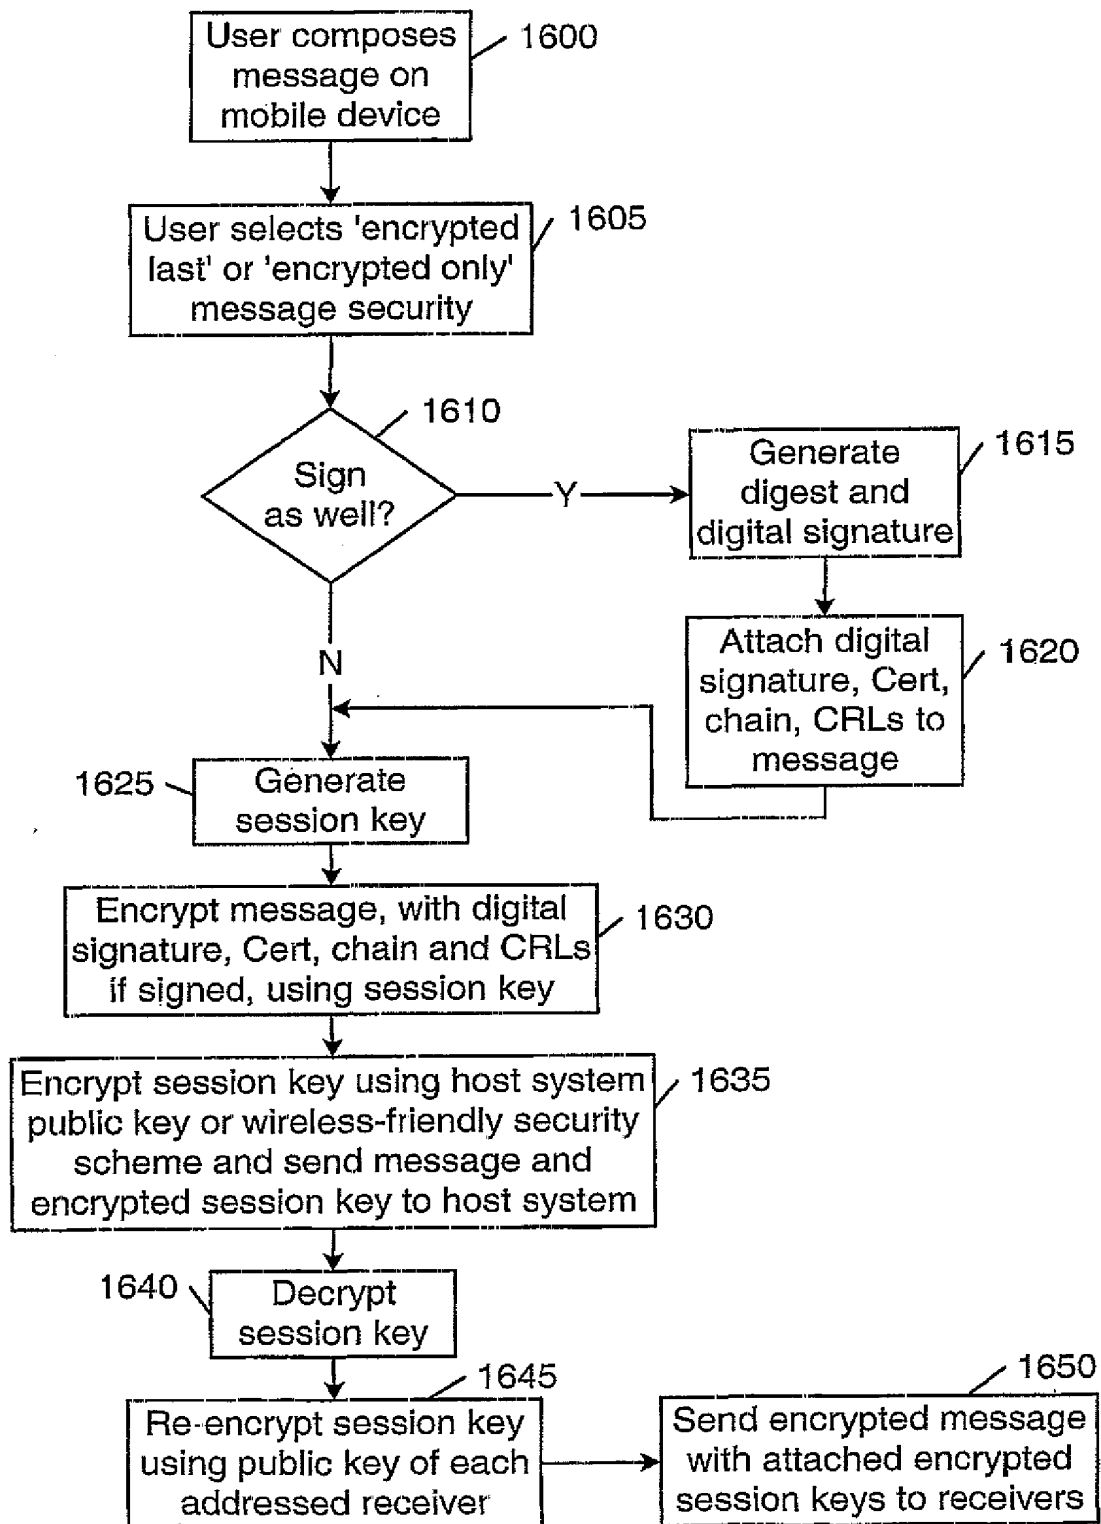 User composes
message on
mobile device
1600
User selects 'encrypted
last' or 'encrypted only'
message security
1605
Sign
as well?
1610
Y
N
Generate
digest and
digital signature
1615
Attach digital
signature, Cert,
chain, CRLs to
message
1620
1625
Generate
session key
Encrypt message, with digital
signature, Cert, chain and CRLs
if signed, using session key
1630
Encrypt session key using host system
public key or wireless-friendly security
scheme and send message and
encrypted session key to host system
1635
1640
Decrypt
session key
1645
Re-encrypt session key
using public key of each
addressed receiver
1650
Send encrypted message
with attached encrypted
session keys to receivers